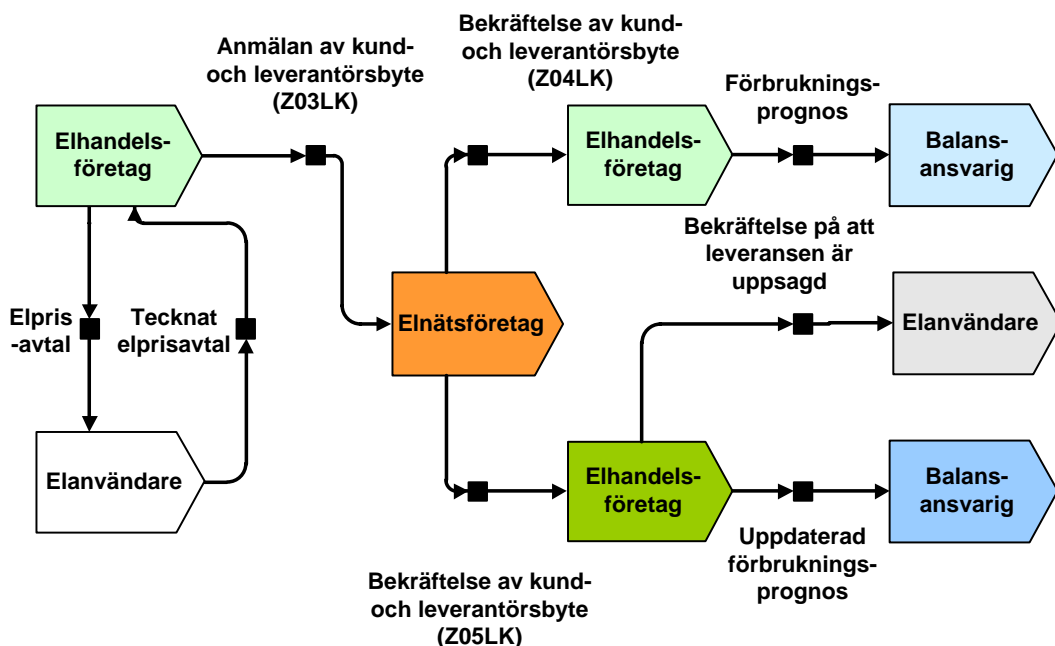 Anmälan av kund-
och leverantörsbyte
(Z03LK)
Bekräftelse av kund-
och leverantörsbyte
(Z04LK)
Förbruknings-
prognos
Elhandels-
företag
Elhandels-
företag
Balans-
ansvarig
Bekräftelse på att
leveransen är
uppsagd
Elpris
-avtal
Tecknat
elprisavtal
Elnätsföretag
Elanvändare
Elanvändare
Elhandels-
företag
Balans-
ansvarig
Uppdaterad
förbruknings-
prognos
Bekräftelse av kund-
och leverantörsbyte
(Z05LK)